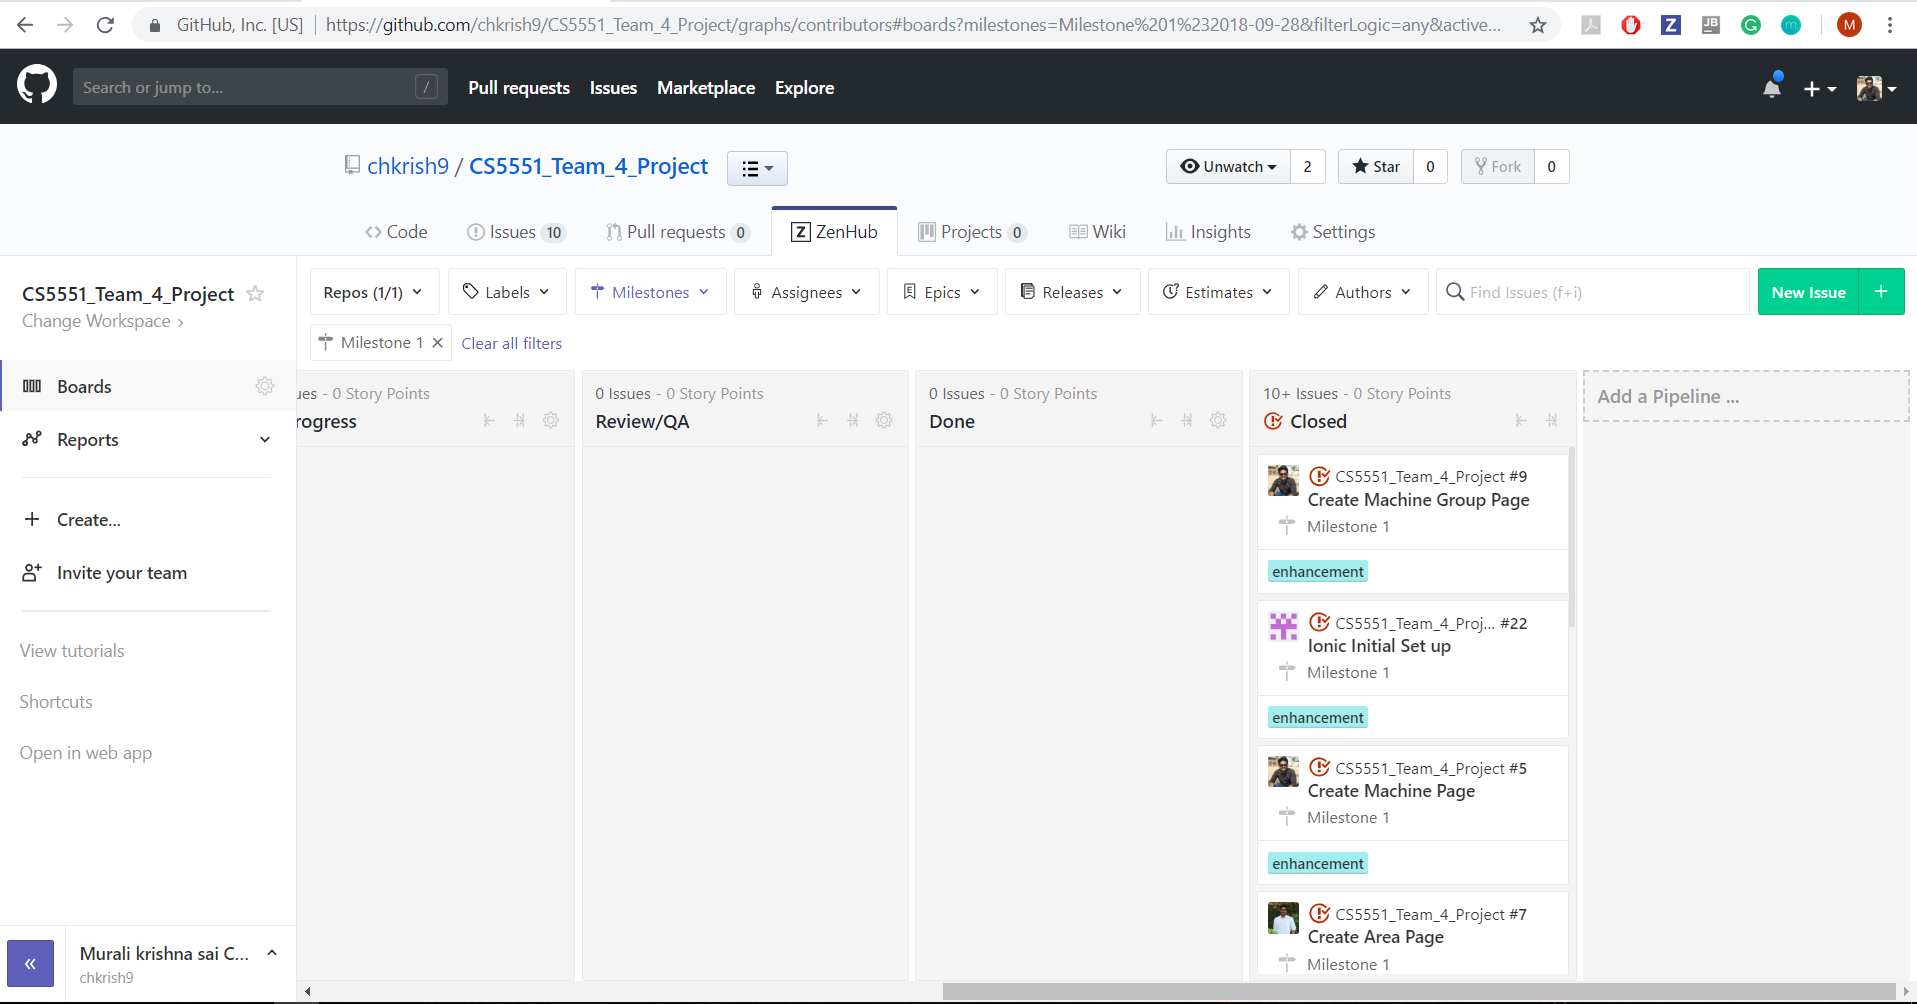 GitHub, Inc. [US]
https://github.com/chkrish9/CS5551_Team_4_Project/graphs/contributors#boards?milestones=Milestone%201%232018-09-28&filterLogic=any&active...
Search or jump to... /
Pull requests Issues Marketplace Explore
chkrish9 / CS5551_Team_4_Project
Unwatch 2 Star 0 Fork 0
Code Issues 10 Pull requests 0 ZenHub Projects 0 Wiki Insights Settings
CS5551_Team_4_Project
Change Workspace
Boards
Reports
Create...
Invite your team
View tutorials
Shortcuts
Open in web app
Murali krishna sai C...
chkrish9
Repos (1/1) Labels Milestones Assignees Epics Releases Estimates Authors Find Issues (f+i) New Issue +
Milestone 1 Clear all filters
ues - 0 Story Points
rogress
0 Issues - 0 Story Points
Review/QA
0 Issues - 0 Story Points
Done
10+ Issues - 0 Story Points
Closed
CS5551_Team_4_Project #9
Create Machine Group Page
Milestone 1
enhancement
CS5551_Team_4_Proj... #22
Ionic Initial Set up
Milestone 1
enhancement
CS5551_Team_4_Project #5
Create Machine Page
Milestone 1
enhancement
CS5551_Team_4_Project #7
Create Area Page
Milestone 1
Add a Pipeline ...